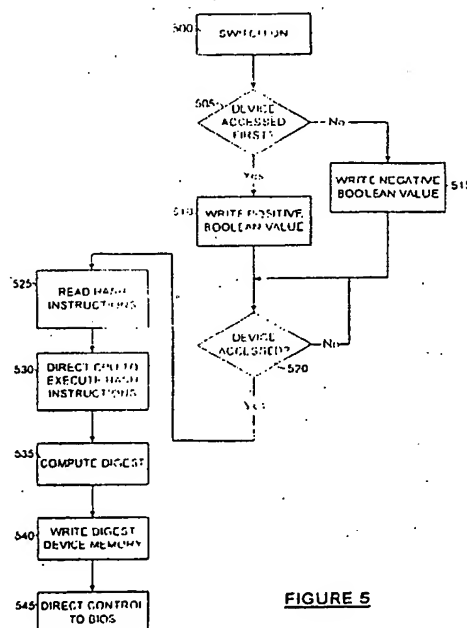 500
SWITCH ON
505
DEVICE
ACCESSED
FIRST?
No
Yes
510
WRITE POSITIVE
BOOLEAN VALUE
WRITE NEGATIVE
BOOLEAN VALUE
515
525
READ HASH
INSTRUCTIONS
DEVICE
ACCESSED?
No
520
Yes
530
DIRECT CPU TO
EXECUTE HASH
INSTRUCTIONS
535
COMPUTE DIGEST
540
WRITE DIGEST
DEVICE MEMORY
545
DIRECT CONTROL
TO BIOS
FIGURE 5